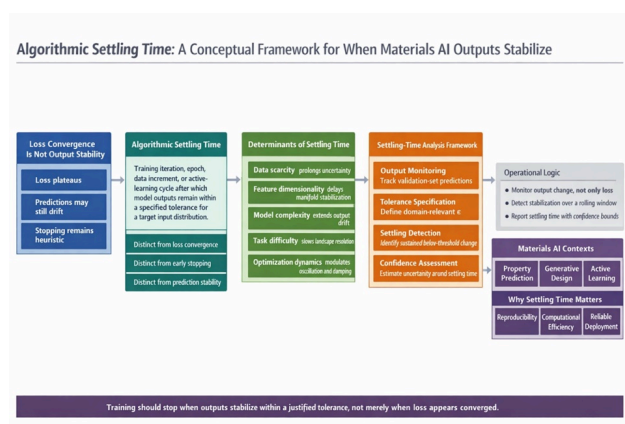 Algorithmic Settling Time: A Conceptual Framework for When Materials AI Outputs Stabilize
Loss Convergence
Is Not Output Stability
Loss plateaus
Predictions may
still drift
Stopping remains
heuristic
Algorithmic Settling Time
Training iteration, epoch,
data increment, or active-
learning cycle after which
model outputs remain within
a specified tolerance for
a target input distribution.
Distinct from loss convergence
Distinct from early stopping
Distinct from prediction stability
Determinants of Settling Time
Data scarcity prolongs uncertainty
Feature dimensionality delays
manifold stabilization
Model complexity extends output
drift
Task difficulty slows landscape resolution
Optimization dynamics modulates
oscillation and damping
Settling-Time Analysis Framework
Output Monitoring
Track validation-set predictions
Tolerance Specification
Define domain-relevant ε
Settling Detection
Identify sustained below-threshold change
Confidence Assessment
Estimate uncertainty around settling time
Operational Logic
• Monitor output change, not only loss
• Detect stabilization over a rolling window
• Report settling time with confidence bounds
Materials AI Contexts
Property
Prediction
Generative
Design
Active
Learning
Why Settling Time Matters
Reproducibility
Computational
Efficiency
Reliable
Deployment
Training should stop when outputs stabilize within a justified tolerance, not merely when loss appears converged.